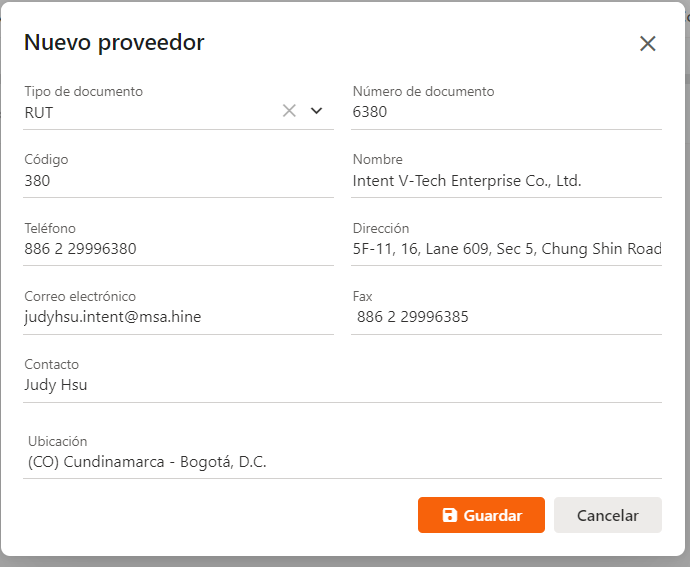 Nuevo proveedor
Tipo de documento
RUT
Número de documento
6380
Código
380
Nombre
Intent V-Tech Enterprise Co., Ltd.
Teléfono
886 2 29996380
Dirección
5F-11, 16, Lane 609, Sec 5, Chung Shin Road
Correo electrónico
judyhsu.intent@msa.hine
Fax
886 2 29996385
Contacto
Judy Hsu
Ubicación
(CO) Cundinamarca - Bogotá, D.C.
Guardar
Cancelar